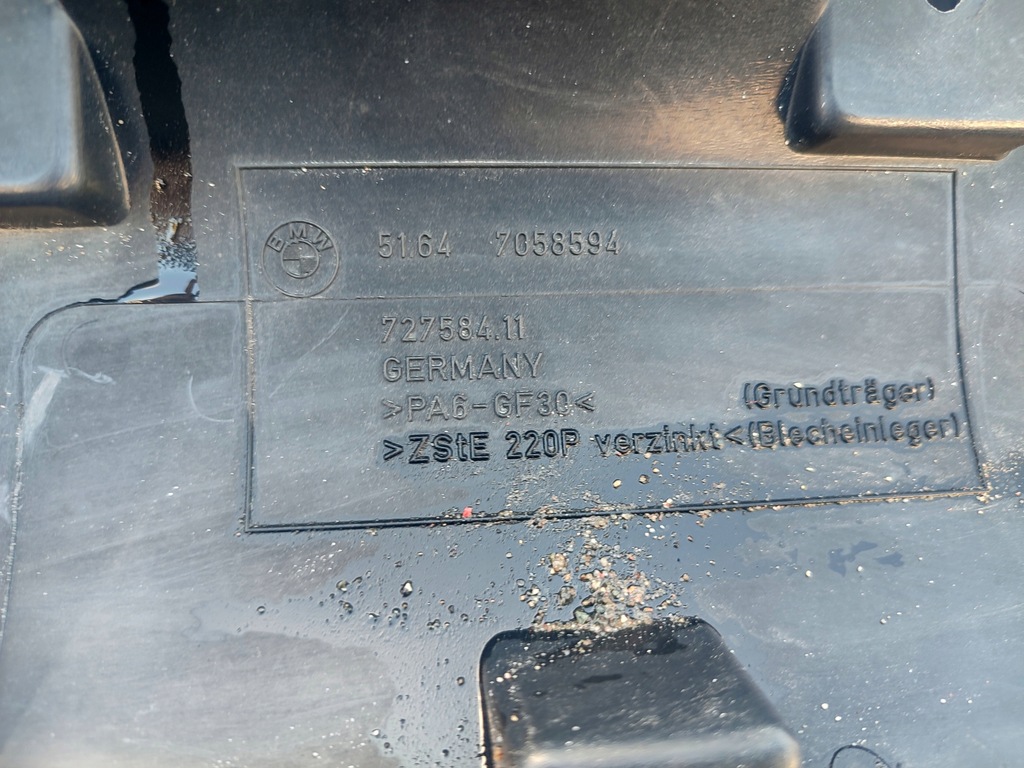 BMW
51.64 7058594
727584.11
GERMANY
>PA6-GF30< (Grundträger)
>ZStE 220P verzinkt<(Blecheinleger)